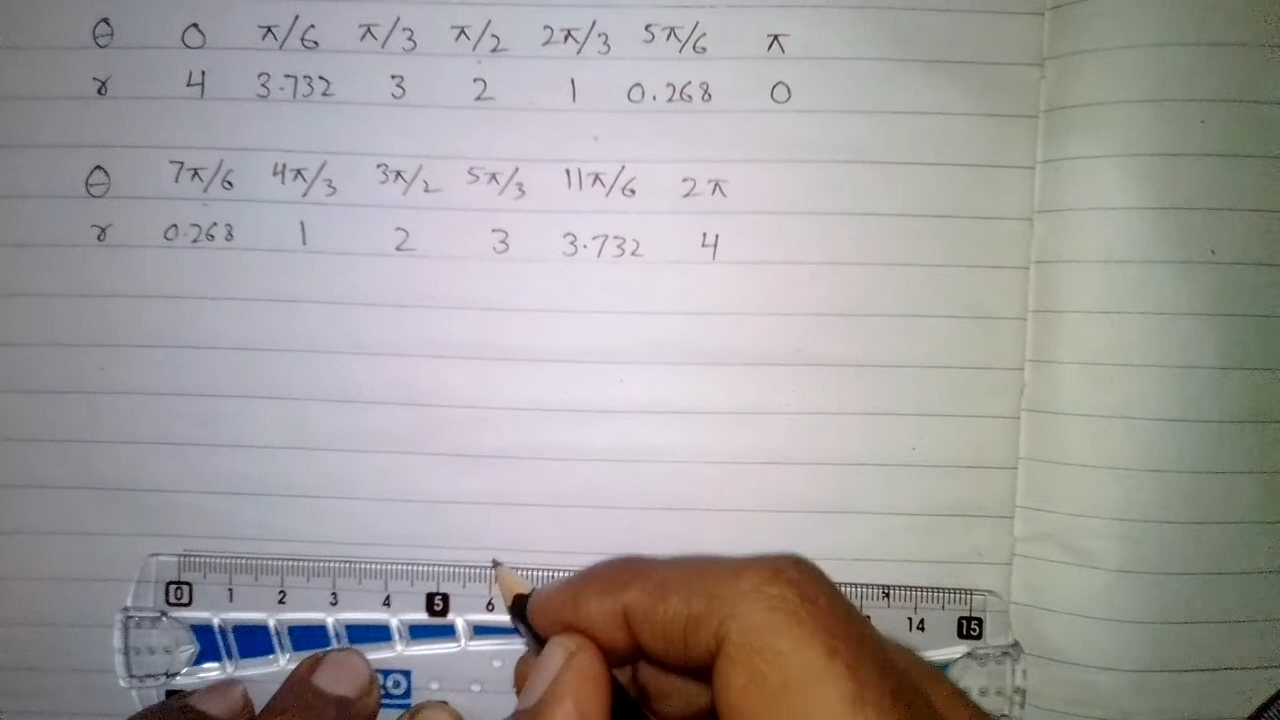 θ 0 π/6 π/3 π/2 2π/3 5π/6 π
r 4 3.732 3 2 1 0.268 0
θ 7π/6 4π/3 3π/2 5π/3 11π/6 2π
r 0.268 1 2 3 3.732 4
0 1 2 3 4 5 6 14 15